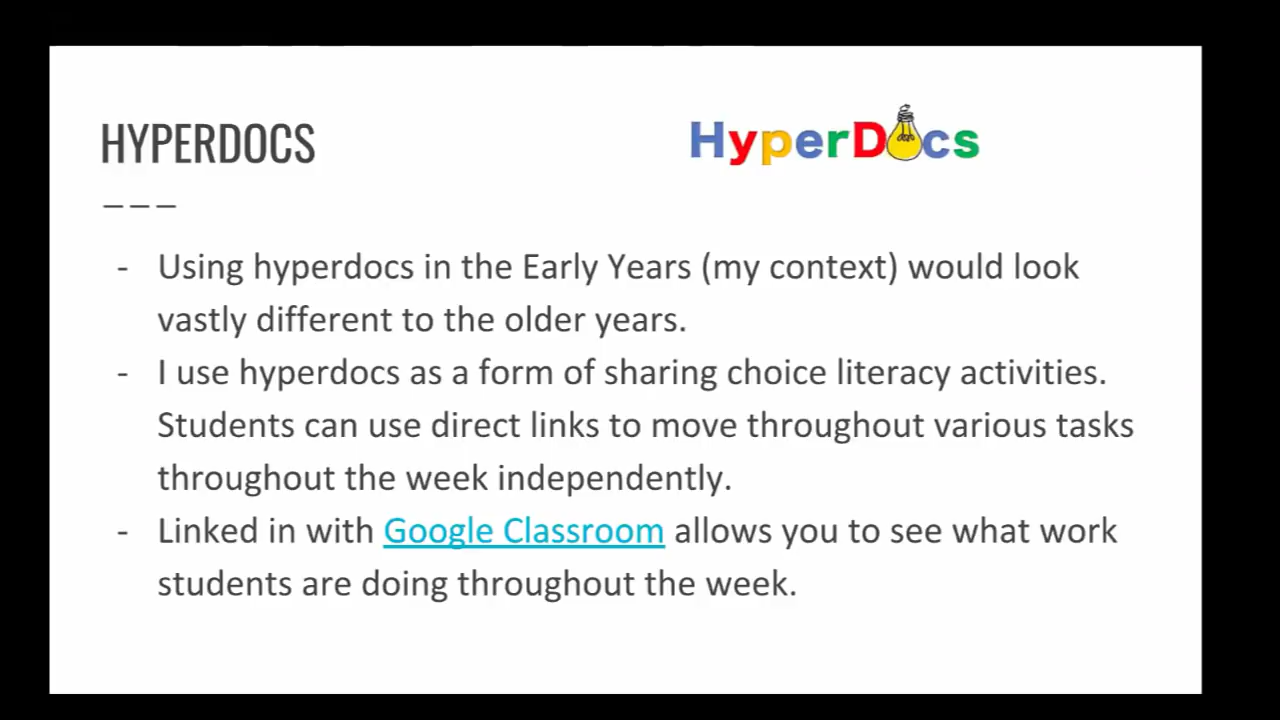 HYPERDOCS
HyperDocs
- Using hyperdocs in the Early Years (my context) would look
vastly different to the older years.
- I use hyperdocs as a form of sharing choice literacy activities.
Students can use direct links to move throughout various tasks
throughout the week independently.
- Linked in with Google Classroom allows you to see what work
students are doing throughout the week.